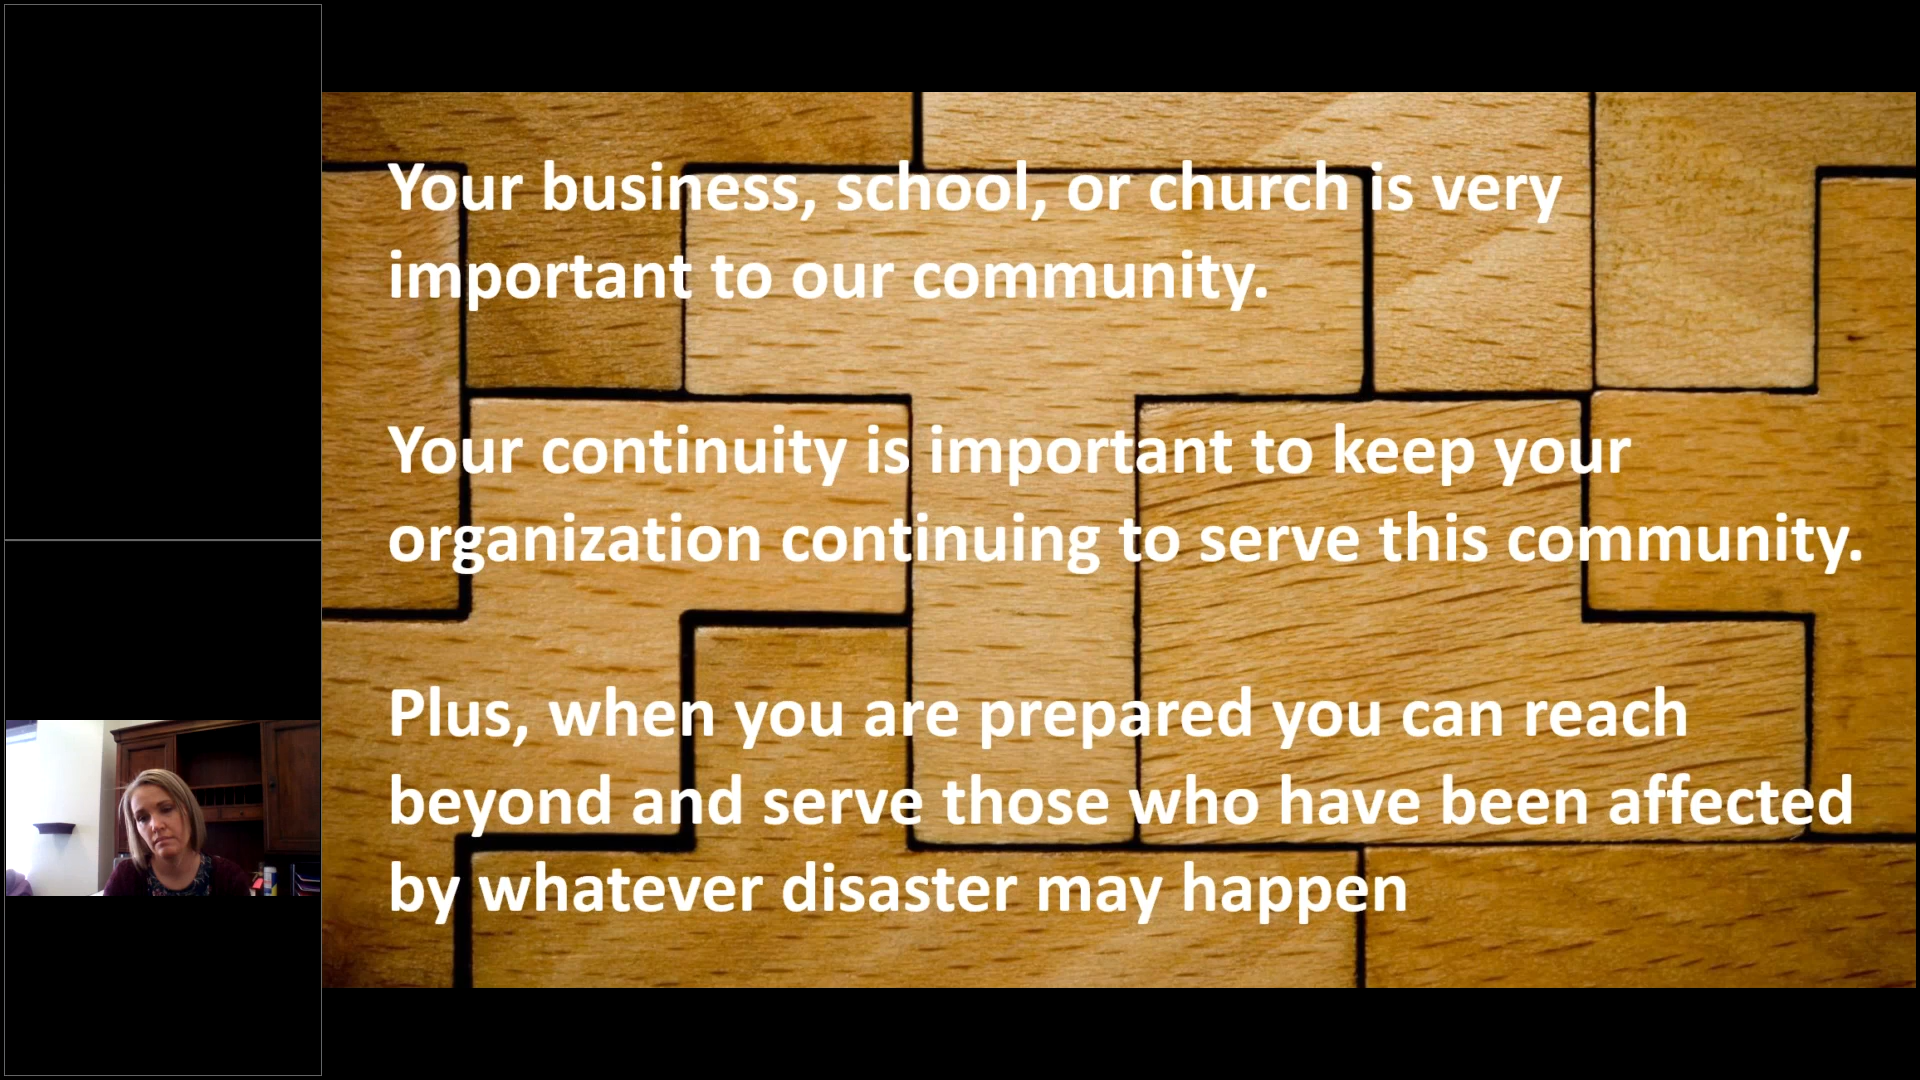 Your business, school, or church is very
important to our community.
Your continuity is important to keep your
organization continuing to serve this community.
Plus, when you are prepared you can reach
beyond and serve those who have been affected
by whatever disaster may happen